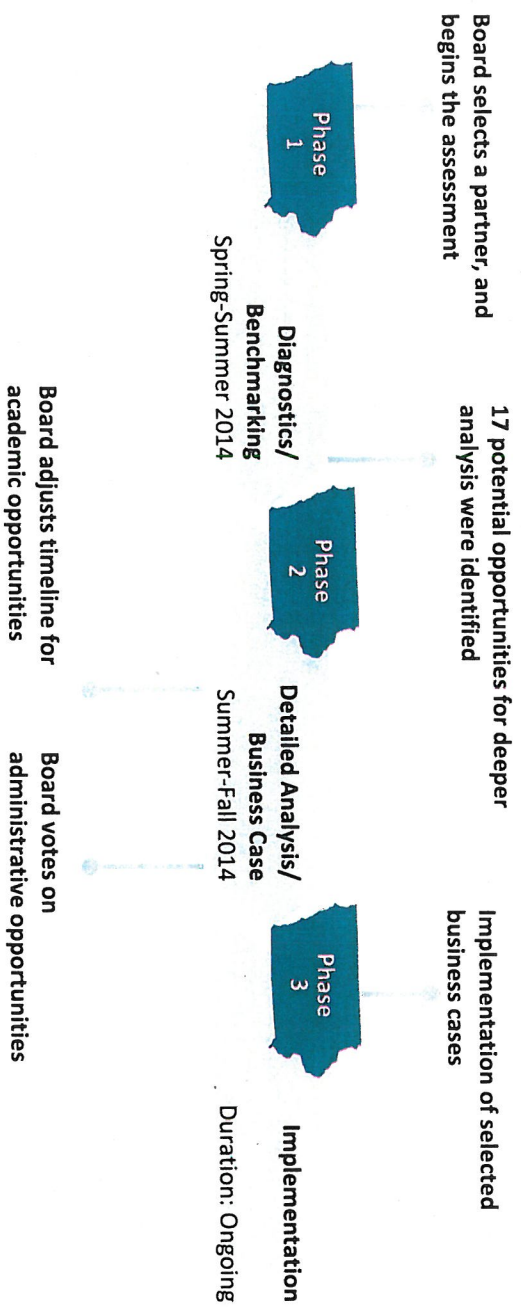 Board selects a partner, and
begins the assessment
17 potential opportunities for deeper
analysis were identified
Implementation of selected
business cases
Phase
1
Diagnostics/
Benchmarking
Spring-Summer 2014
Phase
2
Detailed Analysis/
Business Case
Summer-Fall 2014
Phase
3
Implementation
Duration: Ongoing
Board adjusts timeline for
academic opportunities
Board votes on
administrative opportunities